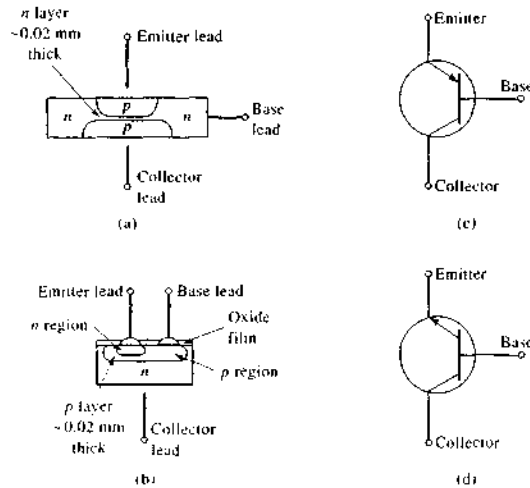 n layer
~0.02 mm
thick
Emitter lead
p
n
n
p
Base
lead
Collector
lead
(a)
Emitter
Base
Collector
(c)
Emitter lead
Base lead
n region
Oxide
film
n
p region
p layer
~0.02 mm
thick
Collector
lead
(b)
Emitter
Base
Collector
(d)